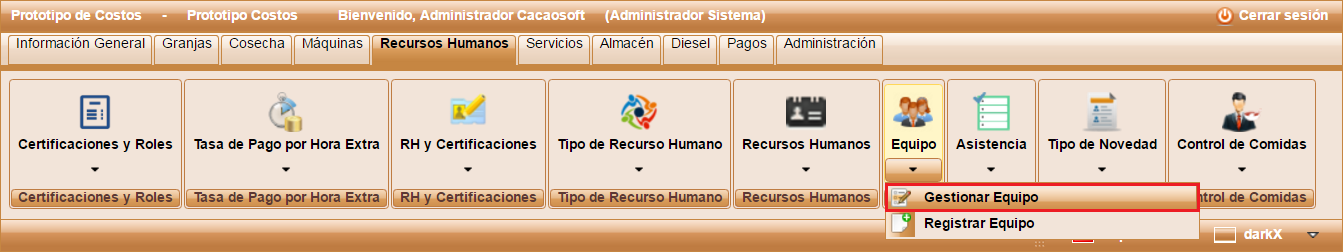 Prototipo de Costos - Prototipo Costos Bienvenido, Administrador Cacaosoft (Administrador Sistema) Cerrar sesión
Información General Granjas Cosecha Máquinas Recursos Humanos Servicios Almacén Diesel Pagos Administración
Certificaciones y Roles Tasa de Pago por Hora Extra RH y Certificaciones Tipo de Recurso Humano Recursos Humanos Equipo Asistencia Tipo de Novedad Control de Comidas
Certificaciones y Roles Tasa de Pago por Hora Extra RH y Certificaciones Tipo de Recurso Humano Recursos Humanos de Comidas
Gestionar Equipo
Registrar Equipo
darkX